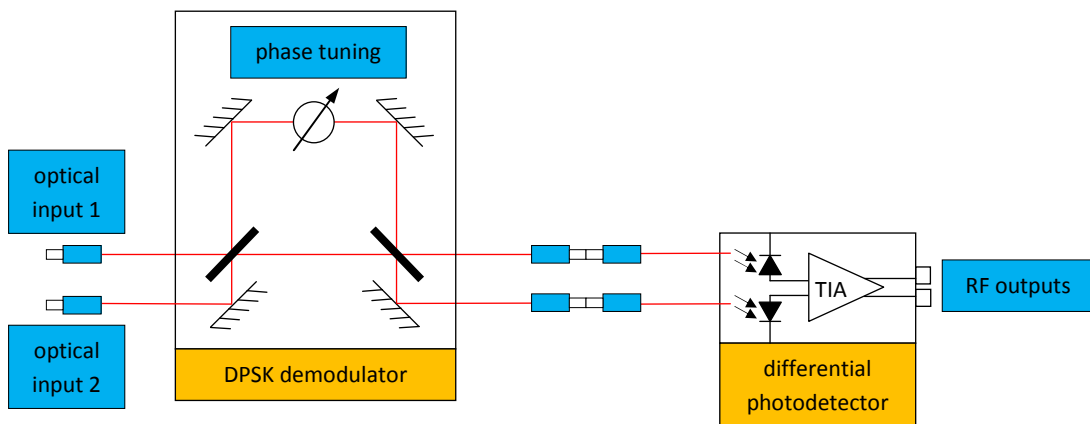 phase tuning
optical
input 1
optical
input 2
DPSK demodulator
TIA
RF outputs
differential
photodetector